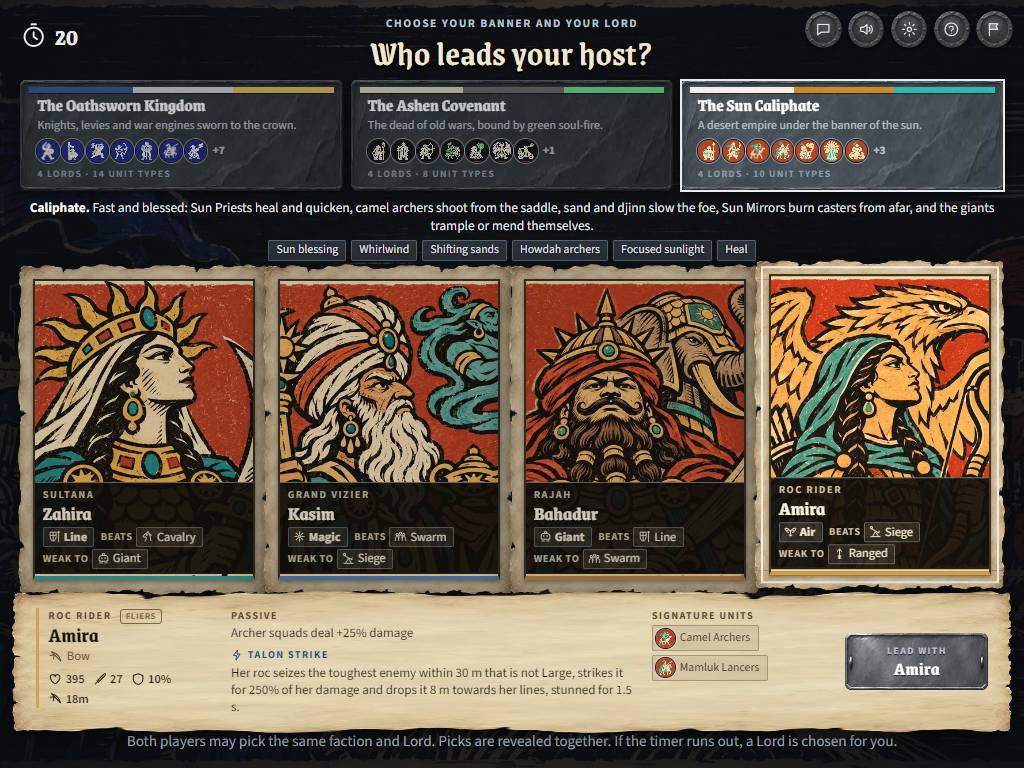 20
CHOOSE YOUR BANNER AND YOUR LORD
Who leads your host?
The Oathsworn Kingdom
Knights, levies and war engines sworn to the crown.
+7
4 LORDS · 14 UNIT TYPES
The Ashen Covenant
The dead of old wars, bound by green soul-fire.
+1
4 LORDS · 8 UNIT TYPES
The Sun Caliphate
A desert empire under the banner of the sun.
+3
4 LORDS · 10 UNIT TYPES
Caliphate. Fast and blessed: Sun Priests heal and quicken, camel archers shoot from the saddle, sand and djinn slow the foe, Sun Mirrors burn casters from afar, and the giants
trample or mend themselves.
Sun blessing
Whirlwind
Shifting sands
Howdah archers
Focused sunlight
Heal
SULTANA
Zahira
Line BEATS Cavalry
WEAK TO Giant
GRAND VIZIER
Kasim
Magic BEATS Swarm
WEAK TO Siege
RAJAH
Bahadur
Giant BEATS Line
WEAK TO Swarm
ROC RIDER
Amira
Air BEATS Siege
WEAK TO Ranged
ROC RIDER FLIERS
Amira
Bow
395 27 10%
18m
PASSIVE
Archer squads deal +25% damage
TALON STRIKE
Her roc seizes the toughest enemy within 30 m that is not Large, strikes it
for 250% of her damage and drops it 8 m towards her lines, stunned for 1.5
s.
SIGNATURE UNITS
Camel Archers
Mamluk Lancers
LEAD WITH
Amira
Both players may pick the same faction and Lord. Picks are revealed together. If the timer runs out, a Lord is chosen for you.